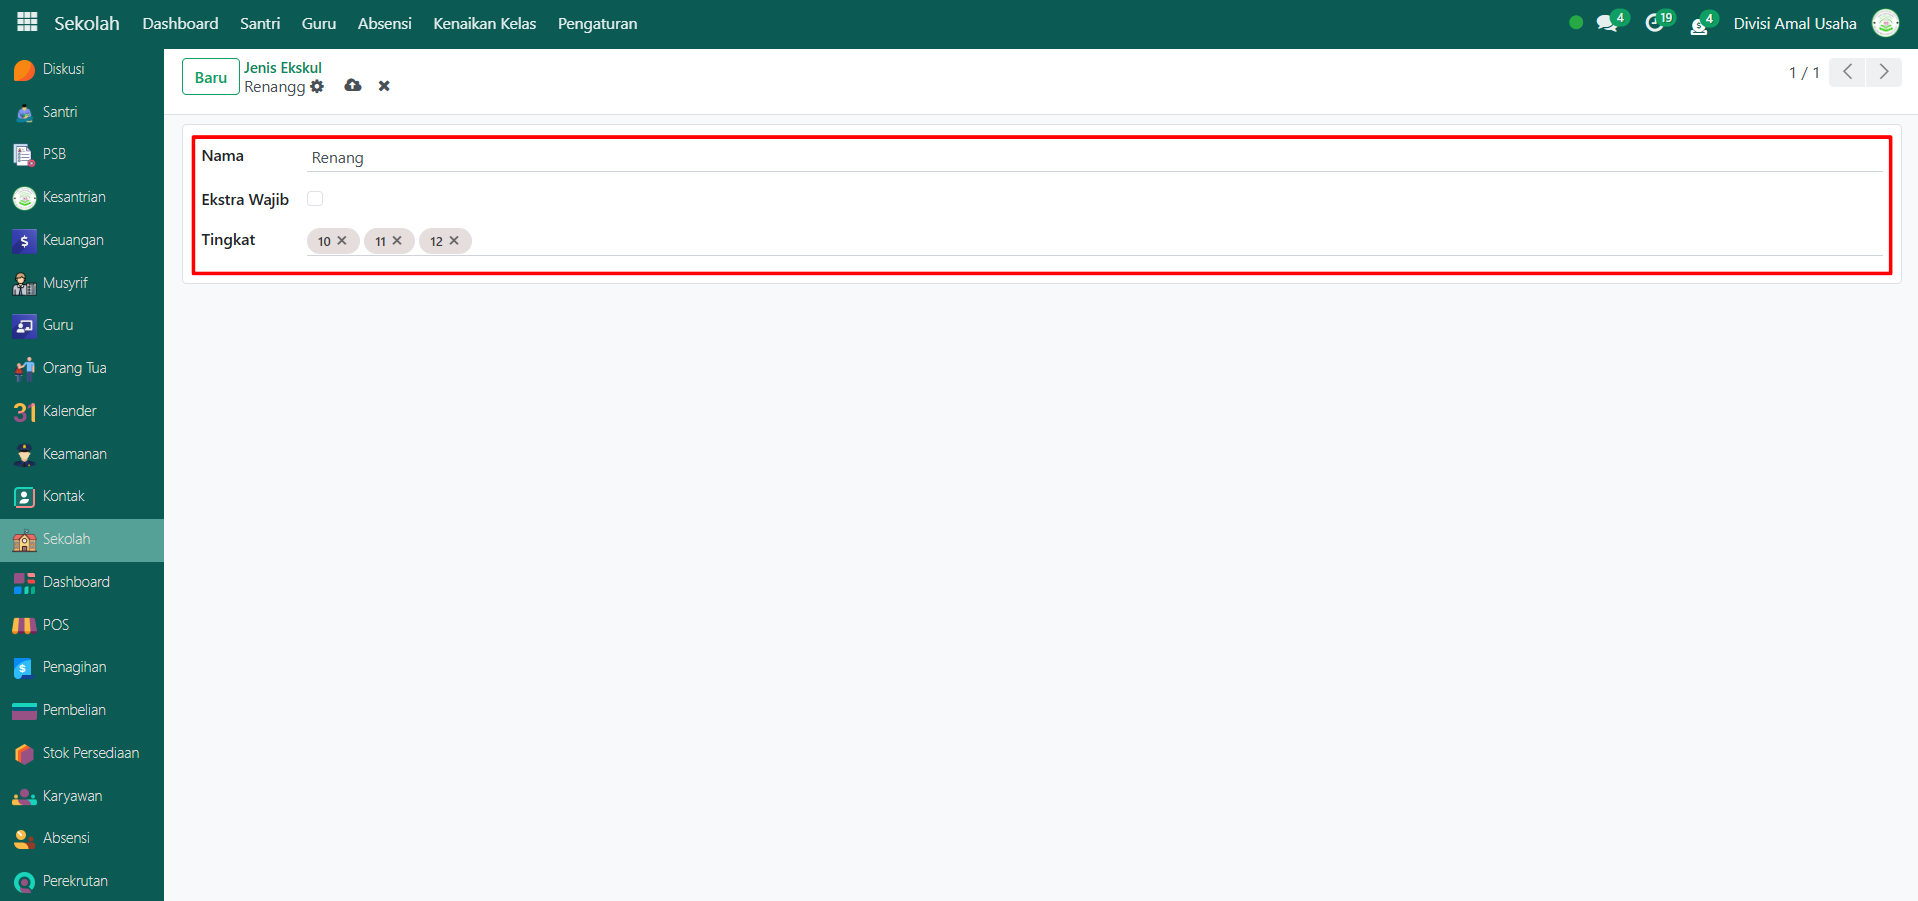 Sekolah Dashboard Santri Guru Absensi Kenaikan Kelas Pengaturan 4 19 4 Divisi Amal Usaha
Diskusi
Santri
PSB
Kesantrian
Keuangan
Musyrif
Guru
Orang Tua
31 Kalender
Keamanan
Kontak
Sekolah
Dashboard
POS
Penagihan
Pembelian
Stok Persediaan
Karyawan
Absensi
Perekrutan
Baru
Jenis Ekskul
Renangg
1 / 1
Nama Renang
Ekstra Wajib
Tingkat 10 11 12